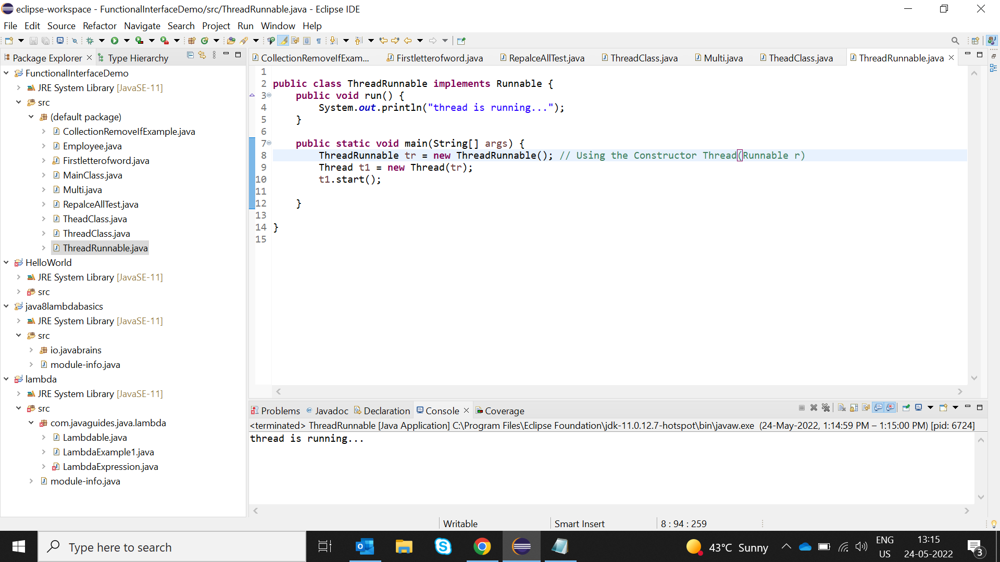 eclipse-workspace - FunctionalInterfaceDemo/src/ThreadRunnable.java - Eclipse IDE
File Edit Source Refactor Navigate Search Project Run Window Help
Package Explorer
Type Hierarchy
CollectionRemoveIfExam...
Firstletterofword.java
RepalceAllTest.java
ThreadClass.java
Multi.java
TheadClass.java
ThreadRunnable.java
FunctionalInterfaceDemo
JRE System Library [JavaSE-11]
src
(default package)
CollectionRemoveIfExample.java
Employee.java
Firstletterofword.java
MainClass.java
Multi.java
RepalceAllTest.java
TheadClass.java
ThreadClass.java
ThreadRunnable.java
HelloWorld
JRE System Library [JavaSE-11]
src
java8lambdabasics
JRE System Library [JavaSE-11]
src
io.javabrains
module-info.java
lambda
JRE System Library [JavaSE-11]
src
com.javaguides.java.lambda
Lambdable.java
LambdaExample1.java
LambdaExpression.java
module-info.java
1
2 public class ThreadRunnable implements Runnable {
3 public void run() {
4 System.out.println("thread is running...");
5 }
6
7 public static void main(String[] args) {
8 ThreadRunnable tr = new ThreadRunnable(); // Using the Constructor Thread(Runnable r)
9 Thread t1 = new Thread(tr);
10 t1.start();
11
12 }
13
14 }
15
Problems
@ Javadoc
Declaration
Console
Coverage
<terminated> ThreadRunnable [Java Application] C:\Program Files\Eclipse Foundation\jdk-11.0.12.7-hotspot\bin\javaw.exe (24-May-2022, 1:14:59 PM – 1:15:00 PM) [pid: 6724]
thread is running...
Writable
Smart Insert
8 : 94 : 259
Type here to search
43°C Sunny
ENG
US
13:15
24-05-2022
3